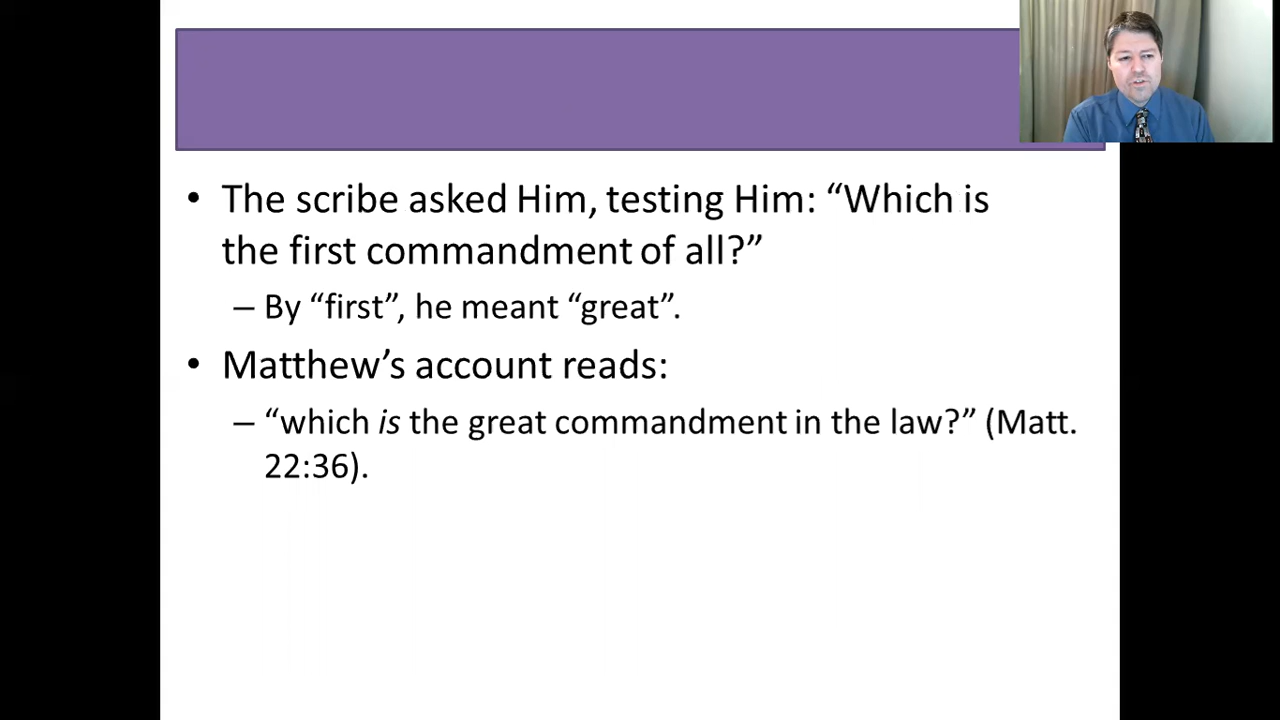 • The scribe asked Him, testing Him: “Which is
the first commandment of all?”
– By “first”, he meant “great”.
• Matthew’s account reads:
– “which is the great commandment in the law?” (Matt.
22:36).